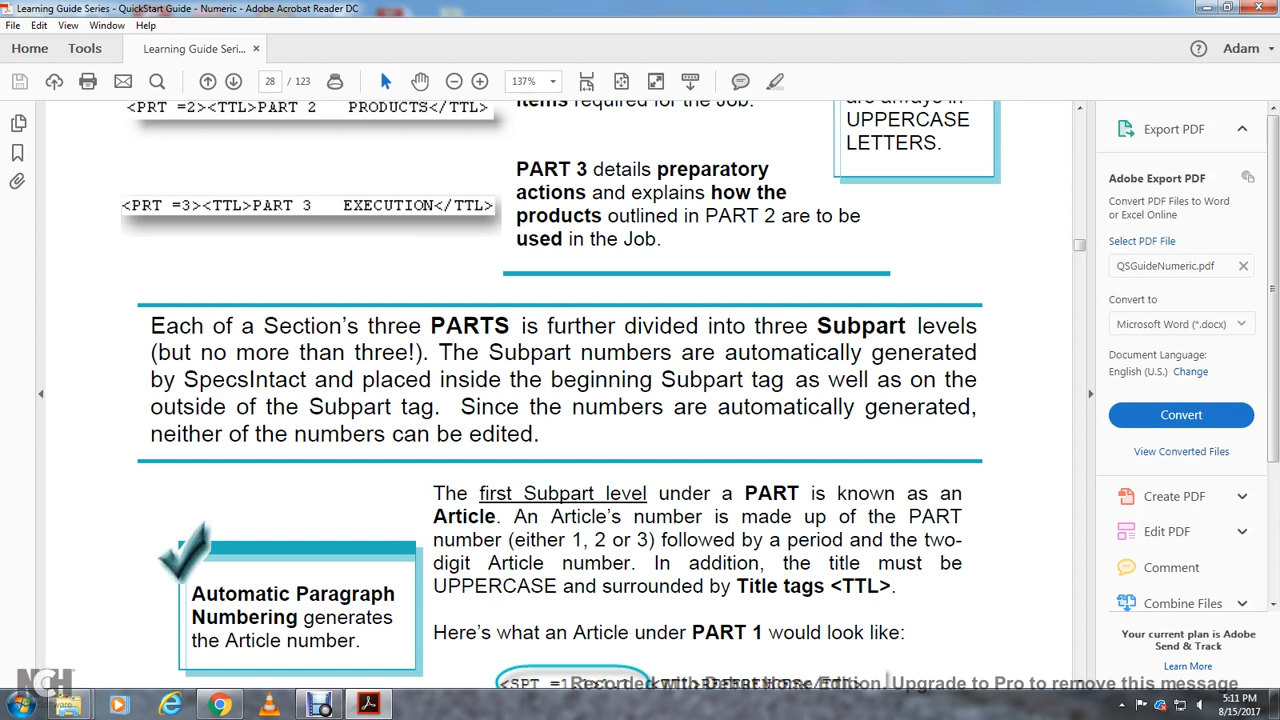 Learning Guide Series - QuickStart Guide - Numeric - Adobe Acrobat Reader DC
File Edit View Window Help
Home Tools Learning Guide Seri... × Adam
28 / 123 137%
<PRT =2><TTL>PART 2 PRODUCTS</TTL>
items required for the Job.
are always in
UPPERCASE
LETTERS.
PART 3 details preparatory
actions and explains how the
products outlined in PART 2 are to be
used in the Job.
<PRT =3><TTL>PART 3 EXECUTION</TTL>
Each of a Section's three PARTS is further divided into three Subpart levels
(but no more than three!). The Subpart numbers are automatically generated
by SpecsIntact and placed inside the beginning Subpart tag as well as on the
outside of the Subpart tag. Since the numbers are automatically generated,
neither of the numbers can be edited.
The first Subpart level under a PART is known as an
Article. An Article's number is made up of the PART
number (either 1, 2 or 3) followed by a period and the two-
digit Article number. In addition, the title must be
UPPERCASE and surrounded by Title tags <TTL>.
Here's what an Article under PART 1 would look like:
Automatic Paragraph
Numbering generates
the Article number.
Export PDF
Adobe Export PDF
Convert PDF Files to Word
or Excel Online
Select PDF File
QSGuideNumeric.pdf
Convert to
Microsoft Word (*.docx)
Document Language:
English (U.S.) Change
Convert
View Converted Files
Create PDF
Edit PDF
Comment
Combine Files
Your current plan is Adobe
Send & Track
Learn More
NCH
Software
Recorded with Debut Home Edition. Upgrade to Pro to remove this message
5:11 PM
8/15/2017